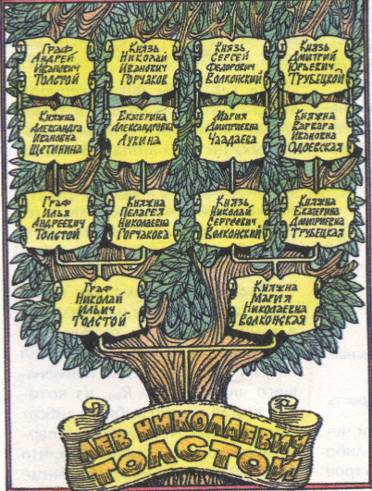 Граф
Андрей
Иванович
Толстой
Князь
Николай
Иванович
Горчаков
Князь
Сергей
Федорович
Волконский
Князь
Дмитрий
Юрьевич
Трубецкой
Княжна
Александра
Ивановна
Щетинина
Екатерина
Александровна
Лукина
Мария
Дмитриевна
Чаадаева
Княжна
Варвара
Ивановна
Одоевская
Граф
Илья
Андреевич
Толстой
Княжна
Пелагея
Николаевна
Горчакова
Князь
Николай
Сергеевич
Волконский
Княжна
Екатерина
Дмитриевна
Трубецкая
Граф
Николай
Ильич
Толстой
Княжна
Мария
Николаевна
Волконская
Лев Николаевич
Толстой